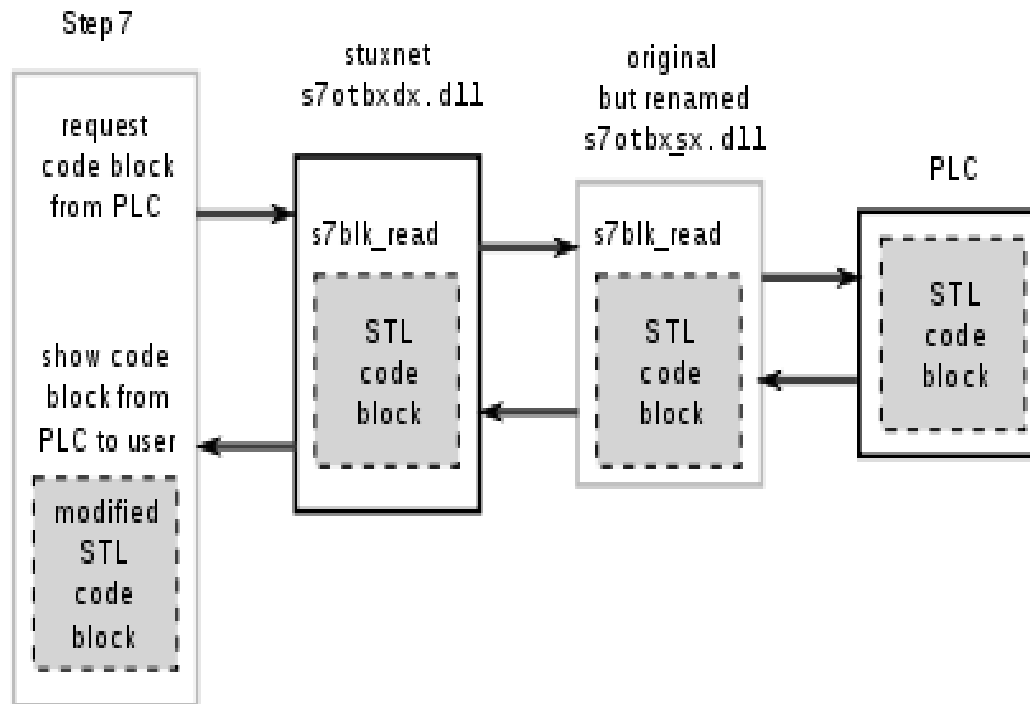 Step 7
request
code block
from PLC
show code
block from
PLC to user
modified
STL
code
block
stuxnet
s7otbxdx.dll
s7blk_read
STL
code
block
original
but renamed
s7otbx_sx.dll
s7blk_read
STL
code
block
PLC
STL
code
block